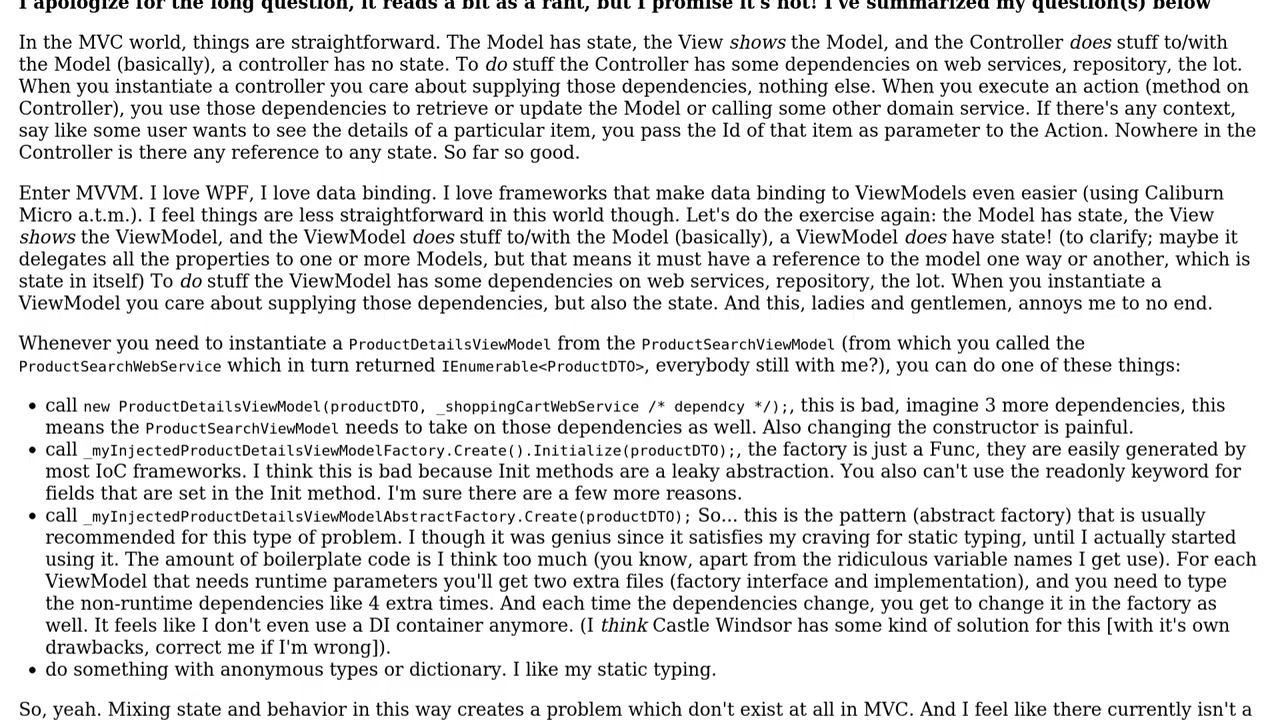 I apologize for the long question, it reads a bit as a rant, but I promise it's not! I've summarized my question(s) below
In the MVC world, things are straightforward. The Model has state, the View shows the Model, and the Controller does stuff to/with
the Model (basically), a controller has no state. To do stuff the Controller has some dependencies on web services, repository, the lot.
When you instantiate a controller you care about supplying those dependencies, nothing else. When you execute an action (method on
Controller), you use those dependencies to retrieve or update the Model or calling some other domain service. If there's any context,
say like some user wants to see the details of a particular item, you pass the Id of that item as parameter to the Action. Nowhere in the
Controller is there any reference to any state. So far so good.
Enter MVVM. I love WPF, I love data binding. I love frameworks that make data binding to ViewModels even easier (using Caliburn
Micro a.t.m.). I feel things are less straightforward in this world though. Let's do the exercise again: the Model has state, the View
shows the ViewModel, and the ViewModel does stuff to/with the Model (basically), a ViewModel does have state! (to clarify; maybe it
delegates all the properties to one or more Models, but that means it must have a reference to the model one way or another, which is
state in itself) To do stuff the ViewModel has some dependencies on web services, repository, the lot. When you instantiate a
ViewModel you care about supplying those dependencies, but also the state. And this, ladies and gentlemen, annoys me to no end.
Whenever you need to instantiate a ProductDetailsViewModel from the ProductSearchViewModel (from which you called the
ProductSearchWebService which in turn returned IEnumerable<ProductDTO>, everybody still with me?), you can do one of these things:
• call new ProductDetailsViewModel(productDTO, _shoppingCartWebService /* dependcy */);, this is bad, imagine 3 more dependencies, this
means the ProductSearchViewModel needs to take on those dependencies as well. Also changing the constructor is painful.
• call _myInjectedProductDetailsViewModelFactory.Create().Initialize(productDTO);, the factory is just a Func, they are easily generated by
most IoC frameworks. I think this is bad because Init methods are a leaky abstraction. You also can't use the readonly keyword for
fields that are set in the Init method. I'm sure there are a few more reasons.
• call _myInjectedProductDetailsViewModelAbstractFactory.Create(productDTO); So... this is the pattern (abstract factory) that is usually
recommended for this type of problem. I though it was genius since it satisfies my craving for static typing, until I actually started
using it. The amount of boilerplate code is I think too much (you know, apart from the ridiculous variable names I get use). For each
ViewModel that needs runtime parameters you'll get two extra files (factory interface and implementation), and you need to type
the non-runtime dependencies like 4 extra times. And each time the dependencies change, you get to change it in the factory as
well. It feels like I don't even use a DI container anymore. (I think Castle Windsor has some kind of solution for this [with it's own
drawbacks, correct me if I'm wrong]).
• do something with anonymous types or dictionary. I like my static typing.
So, yeah. Mixing state and behavior in this way creates a problem which don't exist at all in MVC. And I feel like there currently isn't a